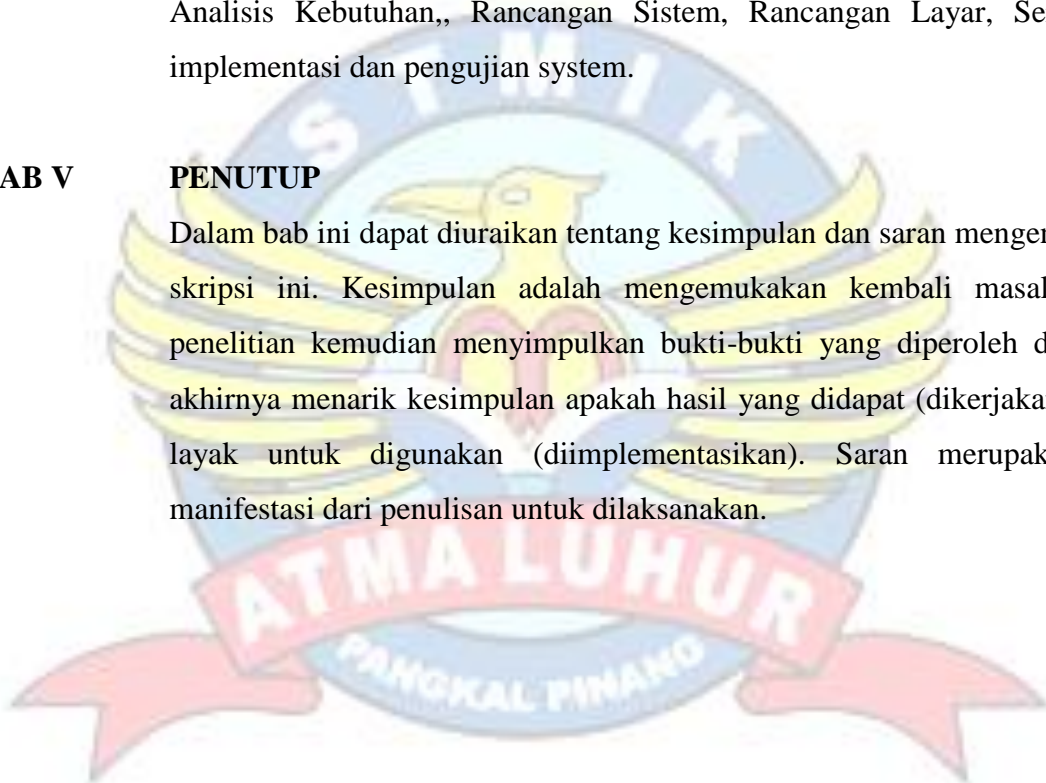 Analisis Kebutuhan,, Rancangan Sistem, Rancangan Layar, Se
implementasi dan pengujian system.
AB V PENUTUP
Dalam bab ini dapat diuraikan tentang kesimpulan dan saran mengen
skripsi ini. Kesimpulan adalah mengemukakan kembali masal
penelitian kemudian menyimpulkan bukti-bukti yang diperoleh d
akhirnya menarik kesimpulan apakah hasil yang didapat (dikerjaka
layak untuk digunakan (diimplementasikan). Saran merupak
manifestasi dari penulisan untuk dilaksanakan.
STMIK
ATMA LUHUR
PANGKAL PINANG